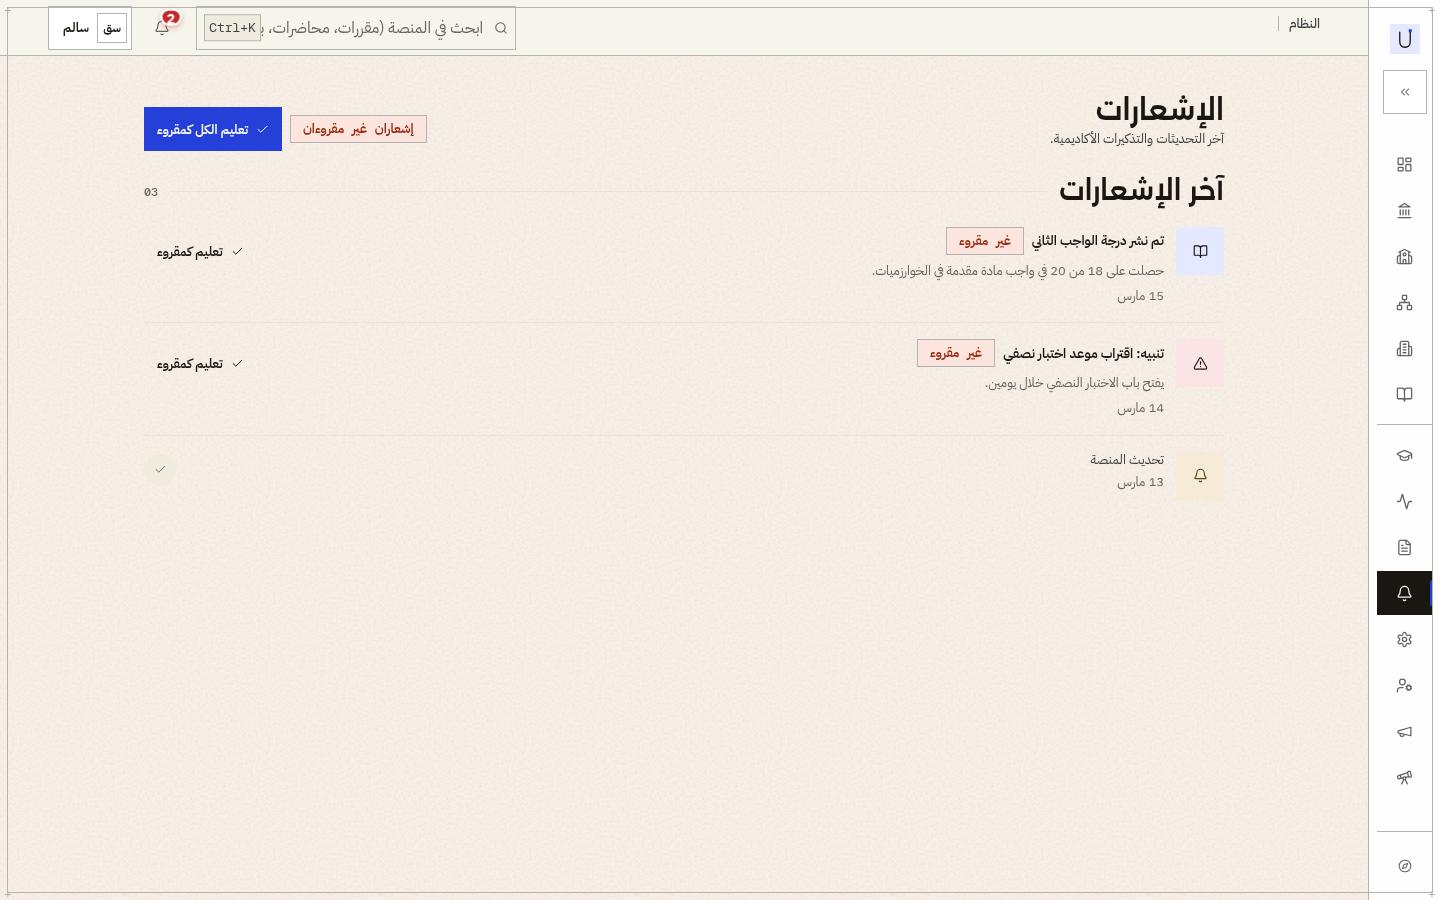 النظام
ابحث في المنصة (مقررات، محاضرات، ب
Ctrl+K
2
سق
سالم
الإشعارات
آخر التحديثات والتذكيرات الأكاديمية.
إشعاران غير مقروءان
تعليم الكل كمقروء
آخر الإشعارات
03
تم نشر درجة الواجب الثاني
غير مقروء
حصلت على 18 من 20 في واجب مادة مقدمة في الخوارزميات.
15 مارس
تعليم كمقروء
تنبيه: اقتراب موعد اختبار نصفي
غير مقروء
يفتح باب الاختبار النصفي خلال يومين.
14 مارس
تعليم كمقروء
تحديث المنصة
13 مارس